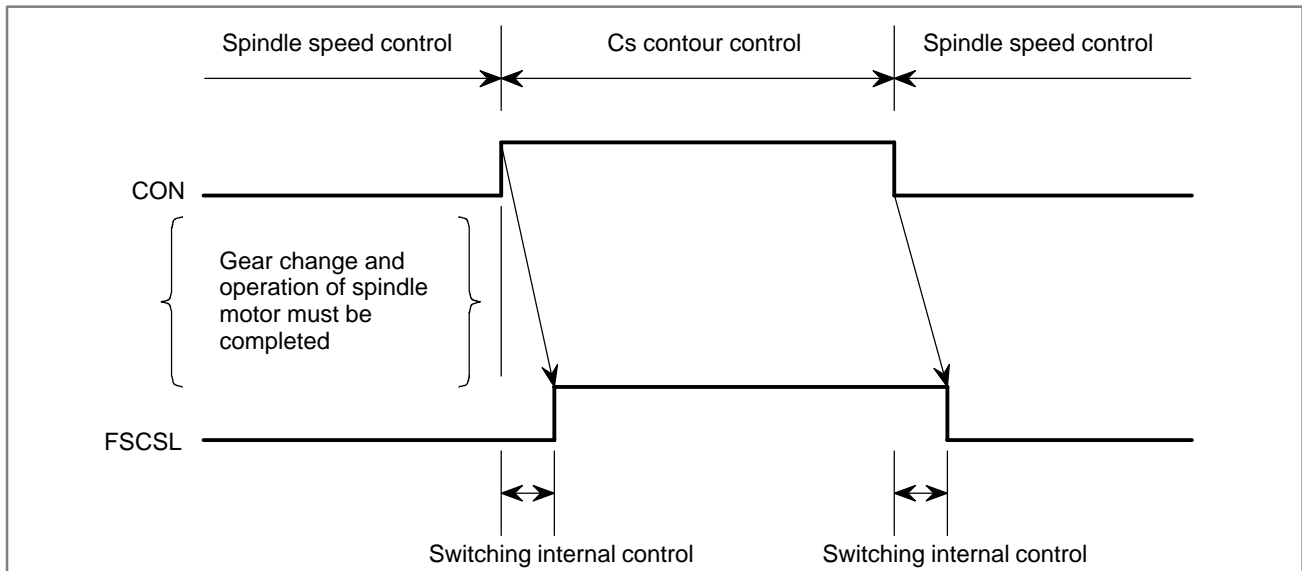 Spindle speed control
Cs contour control
Spindle speed control
CON
Gear change and
operation of spindle
motor must be
completed
FSCSL
Switching internal control
Switching internal control